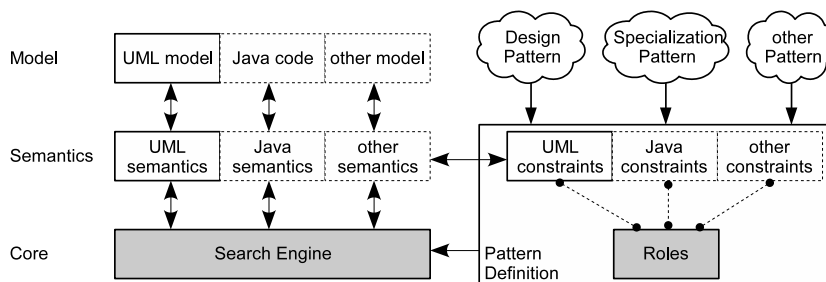 Model
UML model
Java code
other model
Design
Pattern
Specialization
Pattern
other
Pattern
Semantics
UML
semantics
Java
semantics
other
semantics
UML
constraints
Java
constraints
other
constraints
Core
Search Engine
Pattern
Definition
Roles